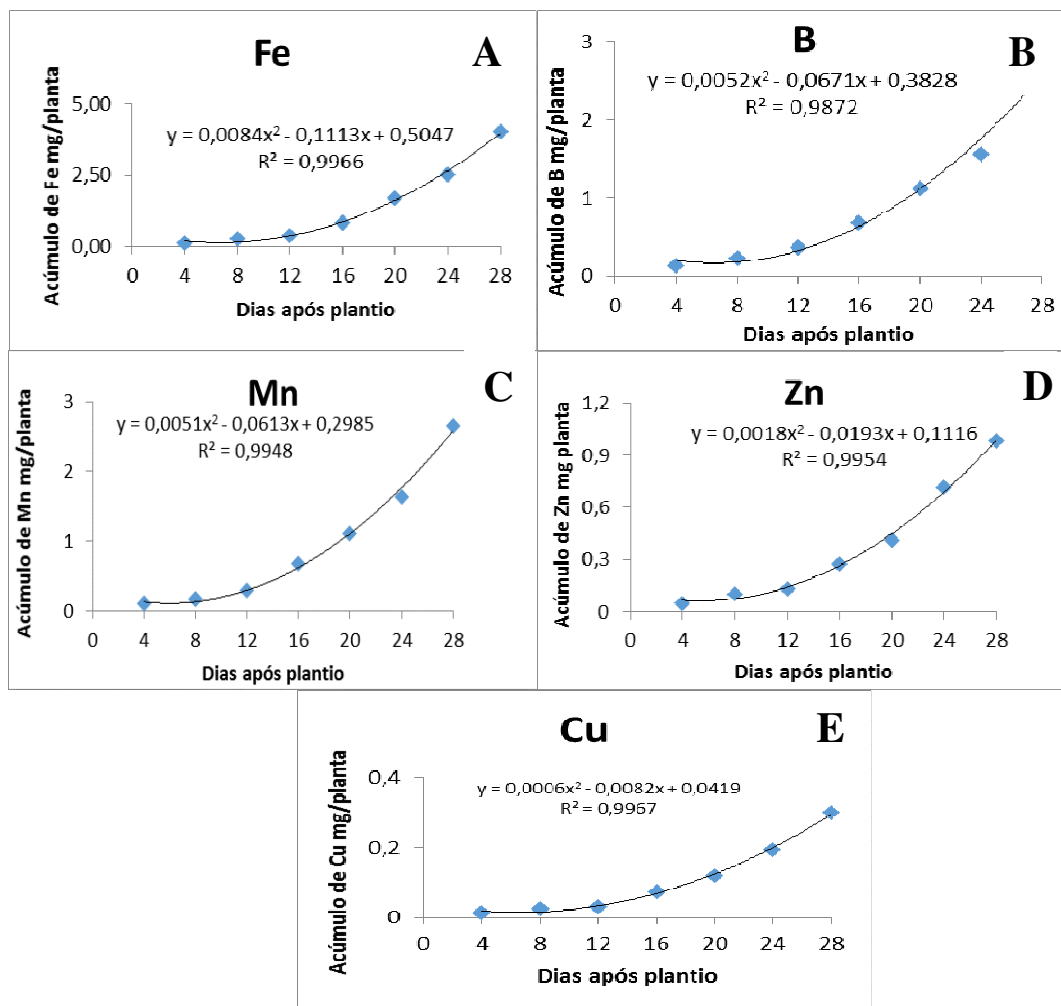 Fe
A
y = 0,0084x² - 0,1113x + 0,5047
R² = 0,9966
Acúmulo de Fe mg/planta
5,00
2,50
0,00
0 4 8 12 16 20 24 28
Dias após plantio
B
B
y = 0,0052x² - 0,0671x + 0,3828
R² = 0,9872
Acúmulo de B mg/planta
3
2
1
0
0 4 8 12 16 20 24 28
Dias após plantio
Mn
C
y = 0,0051x² - 0,0613x + 0,2985
R² = 0,9948
Acúmulo de Mn mg/planta
3
2
1
0
0 4 8 12 16 20 24 28
Dias após plantio
Zn
D
y = 0,0018x² - 0,0193x + 0,1116
R² = 0,9954
Acúmulo de Zn mg planta
1,2
0,9
0,6
0,3
0
0 4 8 12 16 20 24 28
Dias após plantio
Cu
E
y = 0,0006x² - 0,0082x + 0,0419
R² = 0,9967
Acúmulo de Cu mg/planta
0,4
0,2
0
0 4 8 12 16 20 24 28
Dias após plantio